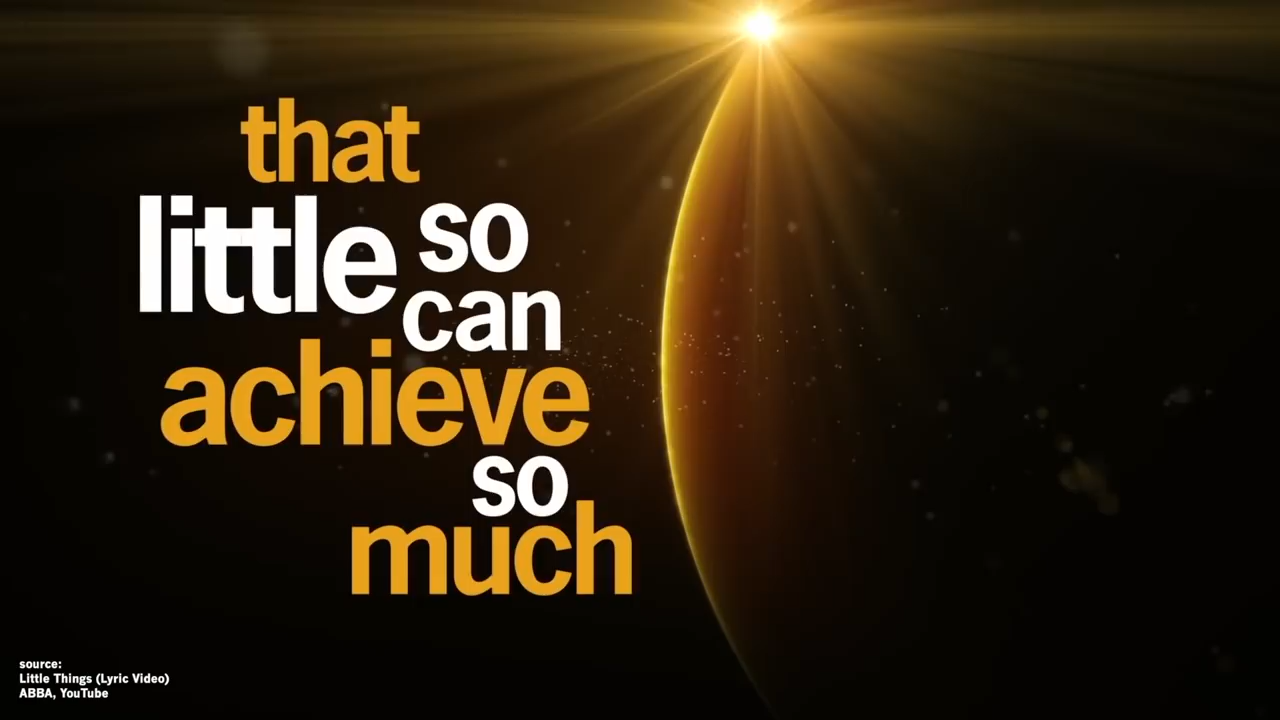 that
little so
can
achieve
so
much
source:
Little Things (Lyric Video)
ABBA, YouTube